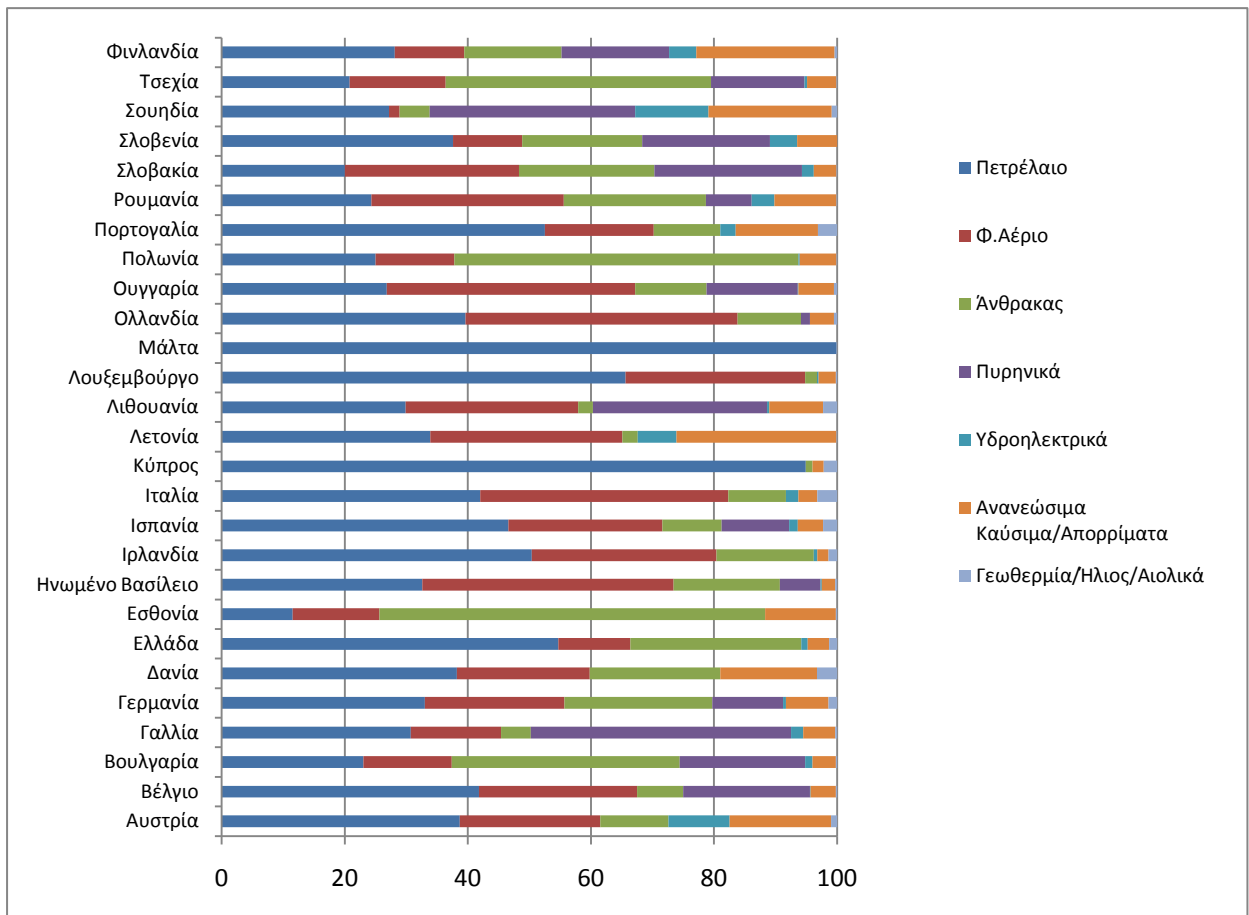 Φινλανδία
Τσεχία
Σουηδία
Σλοβενία
Σλοβακία
Ρουμανία
Πορτογαλία
Πολωνία
Ουγγαρία
Ολλανδία
Μάλτα
Λουξεμβούργο
Λιθουανία
Λετονία
Κύπρος
Ιταλία
Ισπανία
Ιρλανδία
Ηνωμένο Βασίλειο
Εσθονία
Ελλάδα
Δανία
Γερμανία
Γαλλία
Βουλγαρία
Βέλγιο
Αυστρία
0 20 40 60 80 100
Πετρέλαιο
Φ.Αέριο
Άνθρακας
Πυρηνικά
Υδροηλεκτρικά
Ανανεώσιμα
Καύσιμα/Απορρίματα
Γεωθερμία/Ήλιος/Αιολικά